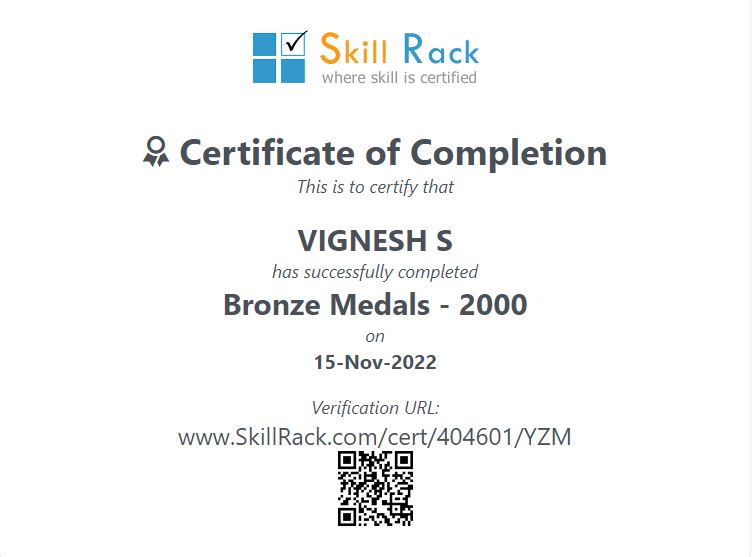 Skill Rack
where skill is certified
Certificate of Completion
This is to certify that
VIGNESH S
has successfully completed
Bronze Medals - 2000
on
15-Nov-2022
Verification URL:
www.SkillRack.com/cert/404601/YZM